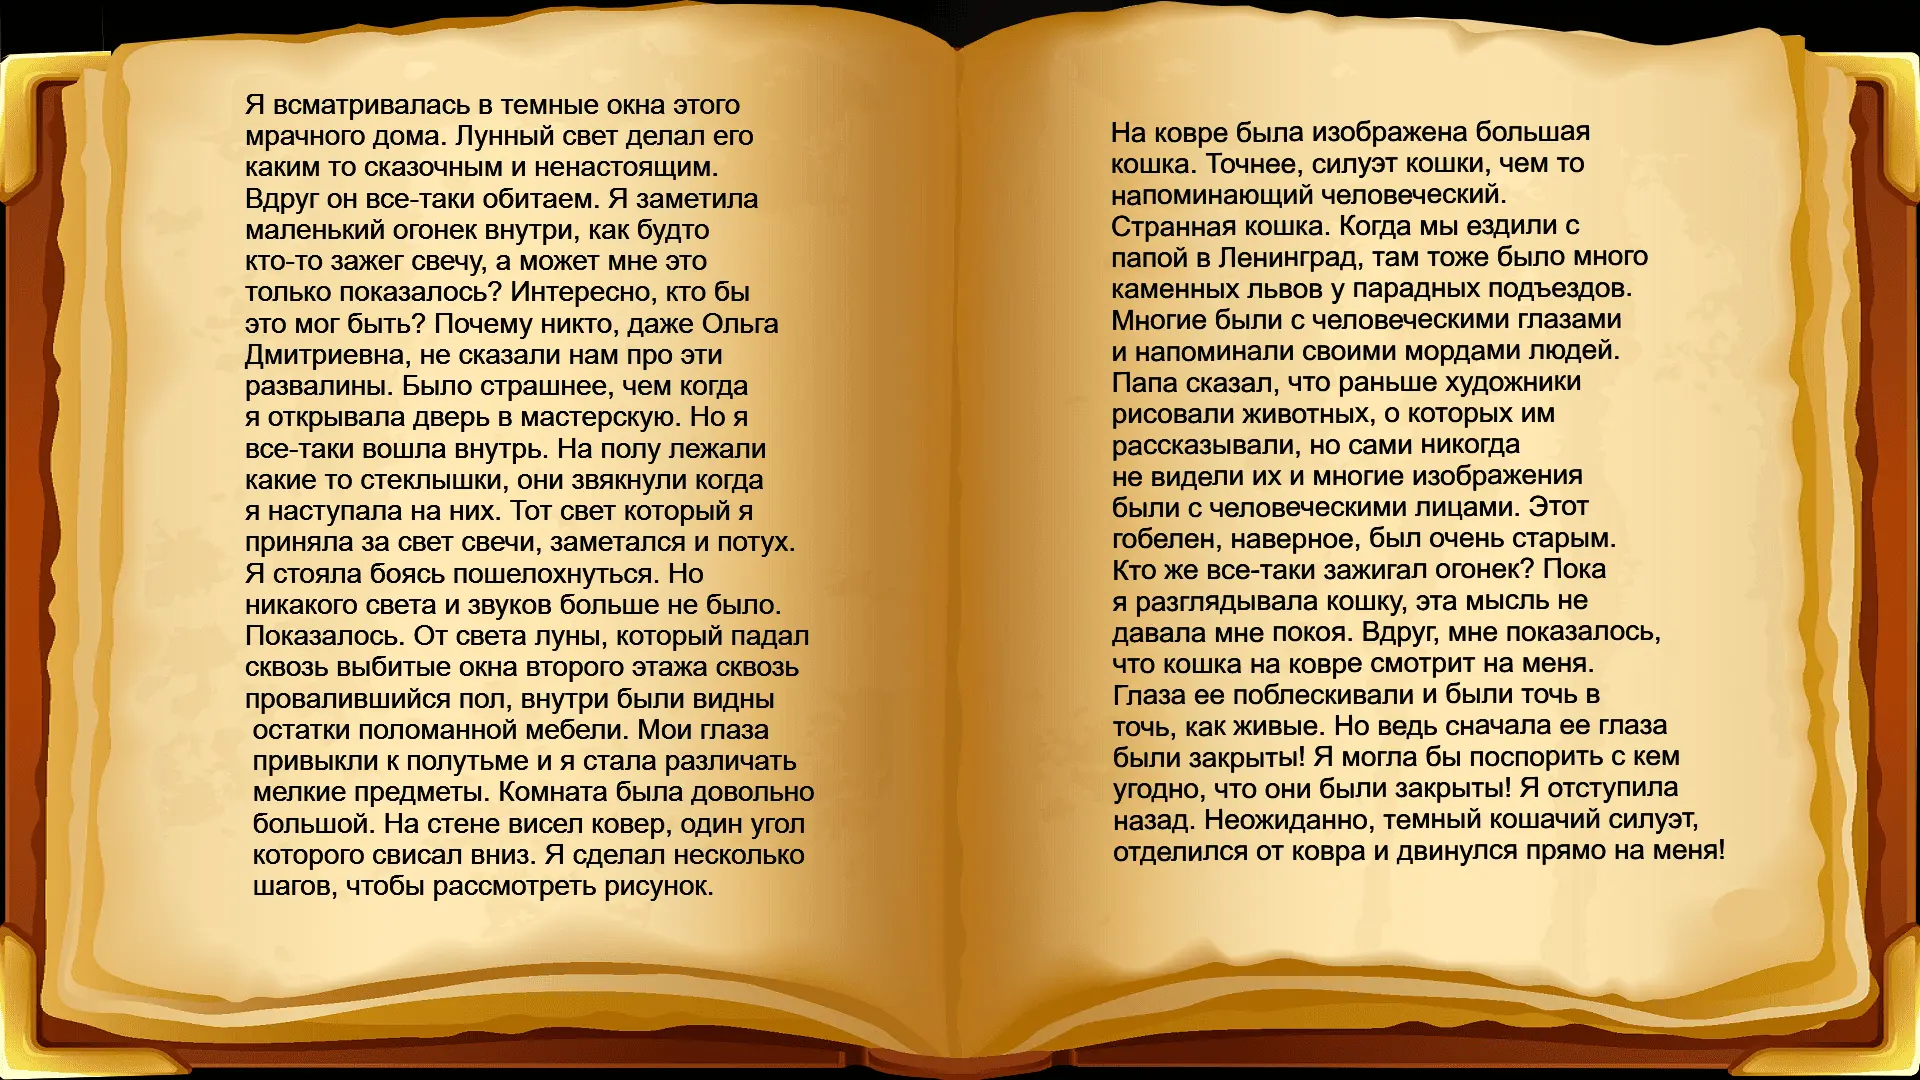 Я всматривалась в темные окна этого
мрачного дома. Лунный свет делал его
каким то сказочным и ненастоящим.
Вдруг он все-таки обитаем. Я заметила
маленький огонек внутри, как будто
кто-то зажег свечу, а может мне это
только показалось? Интересно, кто бы
это мог быть? Почему никто, даже Ольга
Дмитриевна, не сказали нам про эти
развалины. Было страшнее, чем когда
я открывала дверь в мастерскую. Но я
все-таки вошла внутрь. На полу лежали
какие то стеклышки, они звякнули когда
я наступала на них. Тот свет который я
приняла за свет свечи, заметался и потух.
Я стояла боясь пошелохнуться. Но
никакого света и звуков больше не было.
Показалось. От света луны, который падал
сквозь выбитые окна второго этажа сквозь
провалившийся пол, внутри были видны
остатки поломанной мебели. Мои глаза
привыкли к полутьме и я стала различать
мелкие предметы. Комната была довольно
большой. На стене висел ковер, один угол
которого свисал вниз. Я сделал несколько
шагов, чтобы рассмотреть рисунок.
На ковре была изображена большая
кошка. Точнее, силуэт кошки, чем то
напоминающий человеческий.
Странная кошка. Когда мы ездили с
папой в Ленинград, там тоже было много
каменных львов у парадных подъездов.
Многие были с человеческими глазами
и напоминали своими мордами людей.
Папа сказал, что раньше художники
рисовали животных, о которых им
рассказывали, но сами никогда
не видели их и многие изображения
были с человеческими лицами. Этот
гобелен, наверное, был очень старым.
Кто же все-таки зажигал огонек? Пока
я разглядывала кошку, эта мысль не
давала мне покоя. Вдруг, мне показалось,
что кошка на ковре смотрит на меня.
Глаза ее поблескивали и были точь в
точь, как живые. Но ведь сначала ее глаза
были закрыты! Я могла бы поспорить с кем
угодно, что они были закрыты! Я отступила
назад. Неожиданно, темный кошачий силуэт,
отделился от ковра и двинулся прямо на меня!